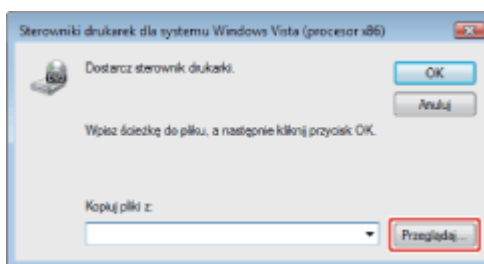 Sterowniki drukarek dla systemu Windows Vista (procesor x86)
Dostarcz sterownik drukarki.
OK
Anuluj
Wpisz ścieżkę do pliku, a następnie kliknij przycisk OK.
Kopiuj pliki z:
Przeglądaj...